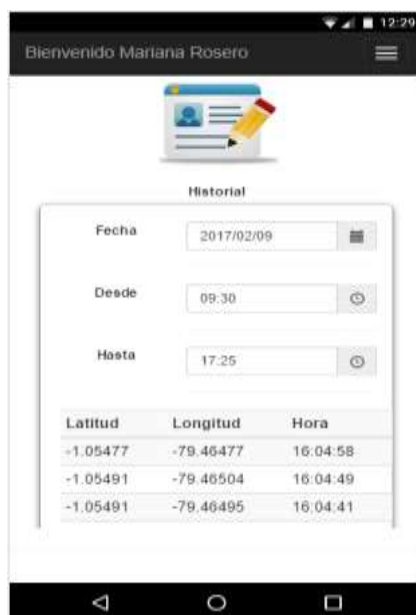 12:29
Bienvenido Mariana Rosero
Historial
Fecha 2017/02/09
Desde 09:30
Hasta 17:25
Latitud Longitud Hora
-1.05477 -79.46477 16:04:58
-1.05491 -79.46504 16:04:49
-1.05491 -79.46495 16:04:41